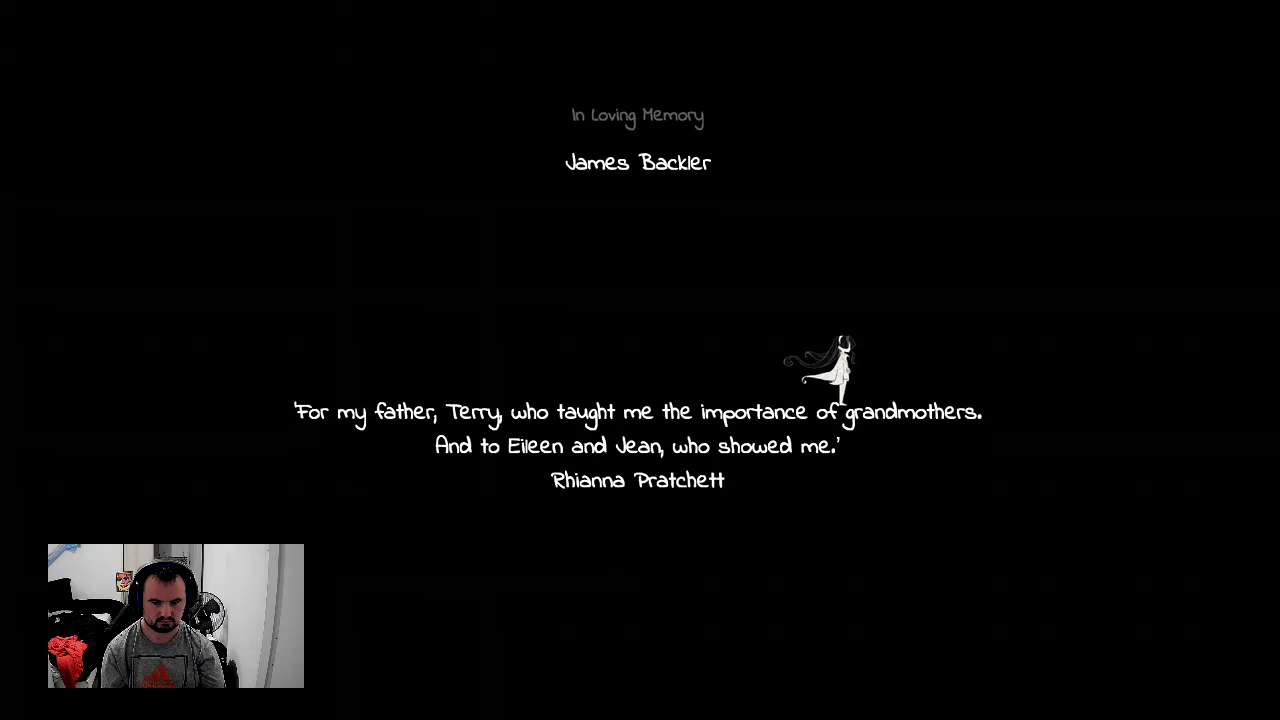 In Loving Memory
James Backler
'For my father, Terry, who taught me the importance of grandmothers.
And to Eileen and Jean, who showed me.'
Rhianna Pratchett